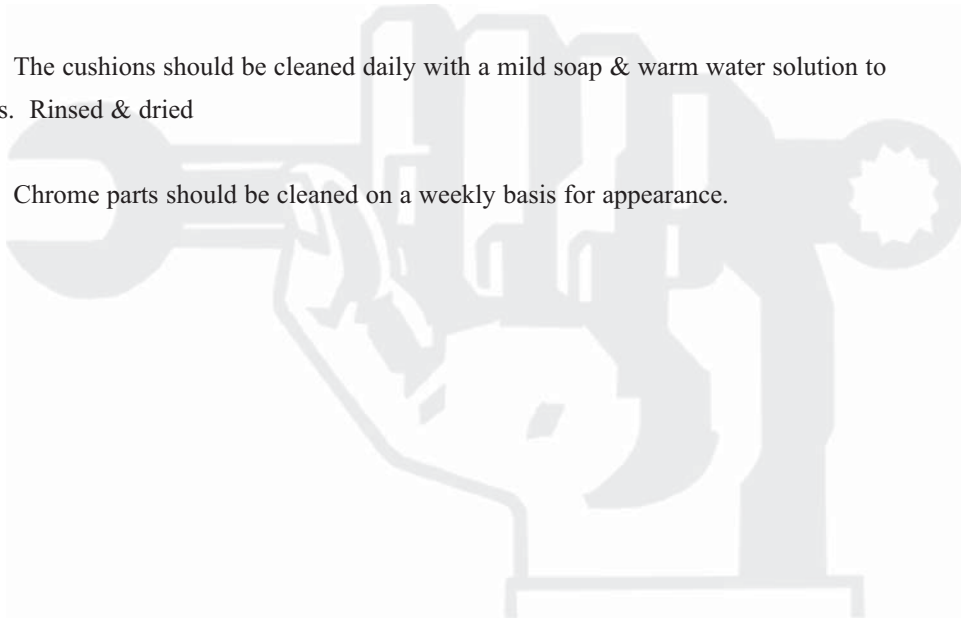 The cushions should be cleaned daily with a mild soap & warm water solution to
s. Rinsed & dried
Chrome parts should be cleaned on a weekly basis for appearance.